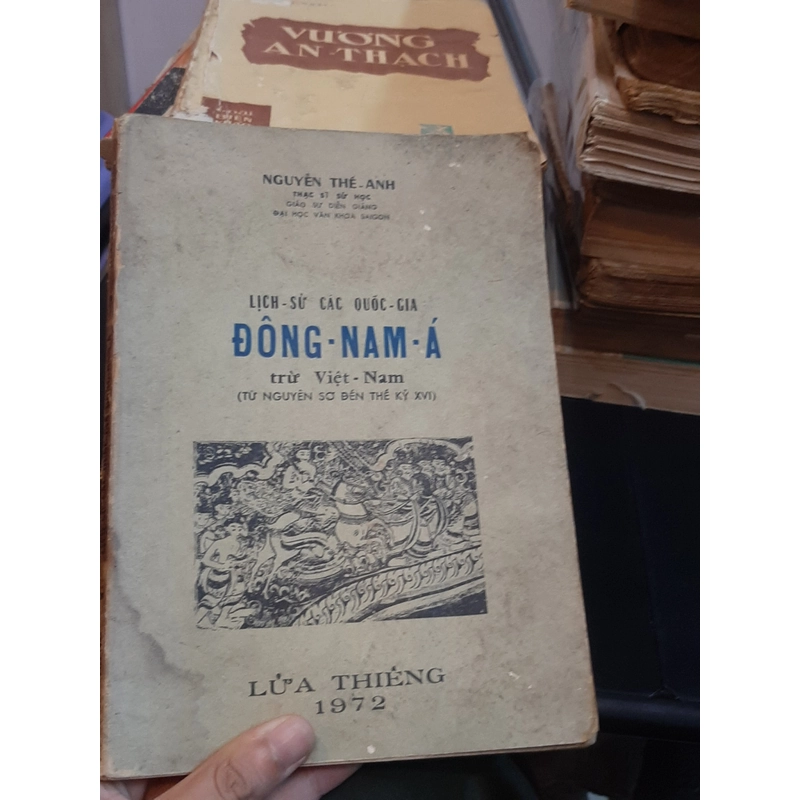 VƯƠNG
AN-THẠCH
NGUYÊN THẾ-ANH
THẠC SĨ SỬ HỌC
GIÁO SƯ DIỄN GIẢNG
ĐẠI HỌC VĂN KHOA SAIGON
LỊCH-SỬ CÁC QUỐC-GIA
ĐÔNG-NAM-Á
trừ Việt-Nam
(TỪ NGUYÊN SƠ ĐẾN THẾ KỶ XVI)
LỬA THIÊNG
1972